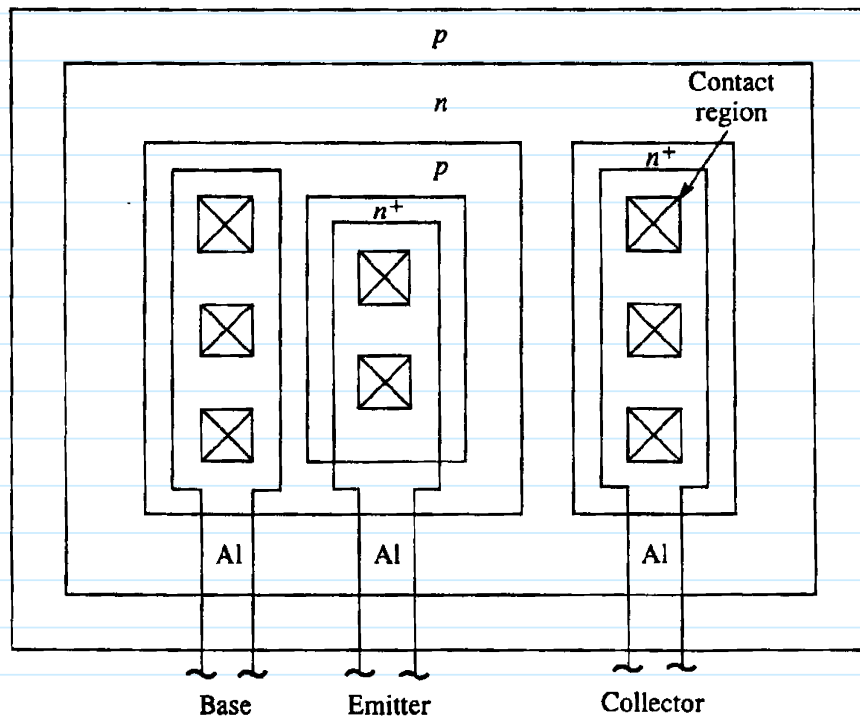 p
n
Contact
region
p
n+
n+
Al
Al
Al
Base
Emitter
Collector